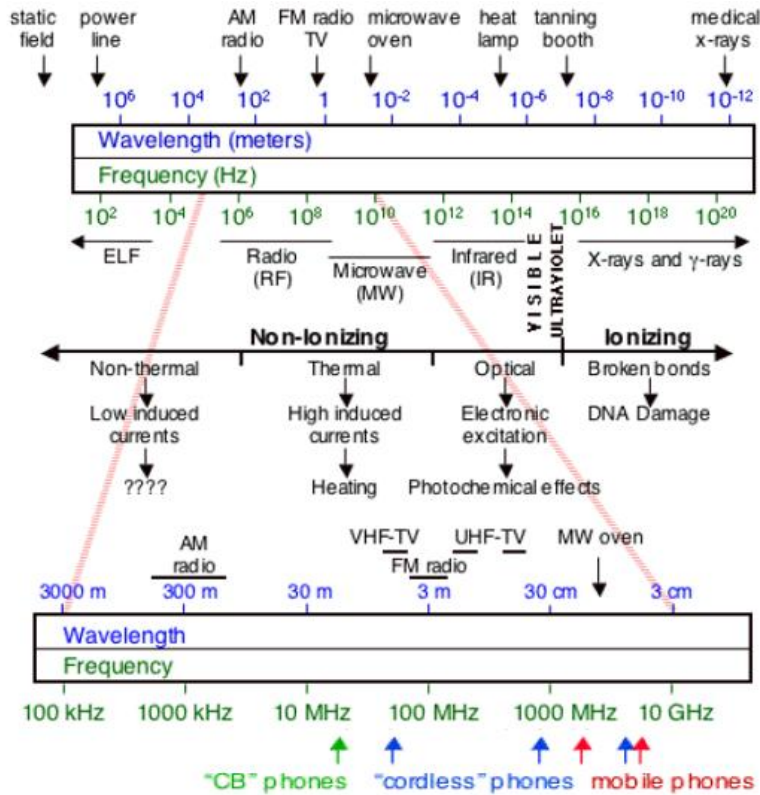 static power AM FM radio microwave heat tanning medical
field line radio TV oven lamp booth x-rays
10⁶ 10⁴ 10² 1 10⁻² 10⁻⁴ 10⁻⁶ 10⁻⁸ 10⁻¹⁰ 10⁻¹²
Wavelength (meters)
Frequency (Hz)
10² 10⁴ 10⁶ 10⁸ 10¹⁰ 10¹² 10¹⁴ 10¹⁶ 10¹⁸ 10²⁰
ELF Radio Microwave Infrared VISIBLE ULTRAVIOLET X-rays and γ-rays
(RF) (MW) (IR)
Non-Ionizing Ionizing
Non-thermal Thermal Optical Broken bonds
Low induced High induced Electronic DNA Damage
currents currents excitation
???? Heating Photochemical effects
AM VHF-TV UHF-TV MW oven
radio FM radio
3000 m 300 m 30 m 3 m 30 cm 3 cm
Wavelength
Frequency
100 kHz 1000 kHz 10 MHz 100 MHz 1000 MHz 10 GHz
“CB” phones “cordless” phones mobile phones